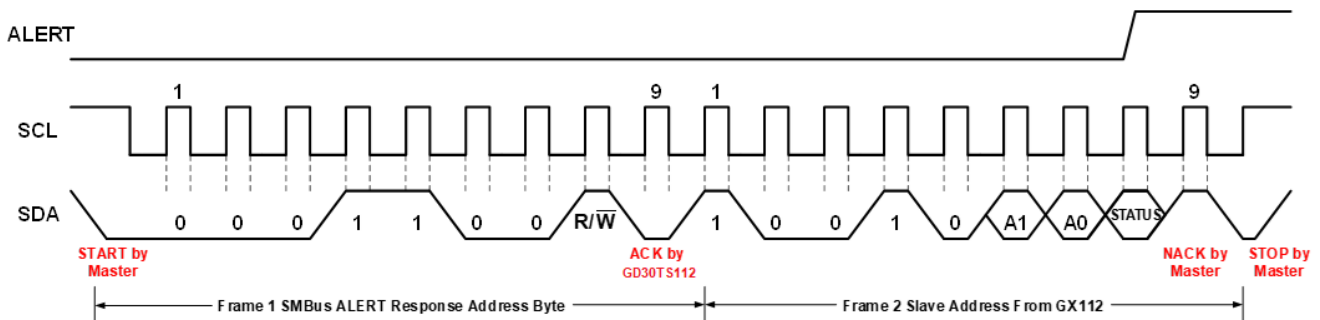 ALERT
SCL
1
9
1
9
SDA
0
0
0
1
1
0
0
R/W̅
1
0
0
1
0
A1
A0
STATUS
START by
Master
ACK by
GD30TS112
NACK by
Master
STOP by
Master
Frame 1 SMBus ALERT Response Address Byte
Frame 2 Slave Address From GX112